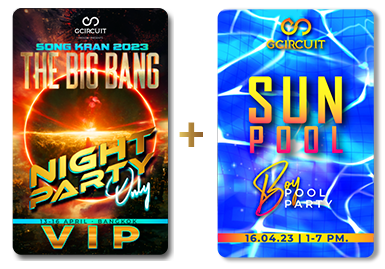 GCIRCUIT
SONG KRAN 2023
THE BIG BANG
NIGHT
PARTY
Only
13-16 APRIL · BANGKOK
VIP
+
GCIRCUIT
SUN
POOL
Boy
POOL
PARTY
16.04.23 | 1-7 PM.